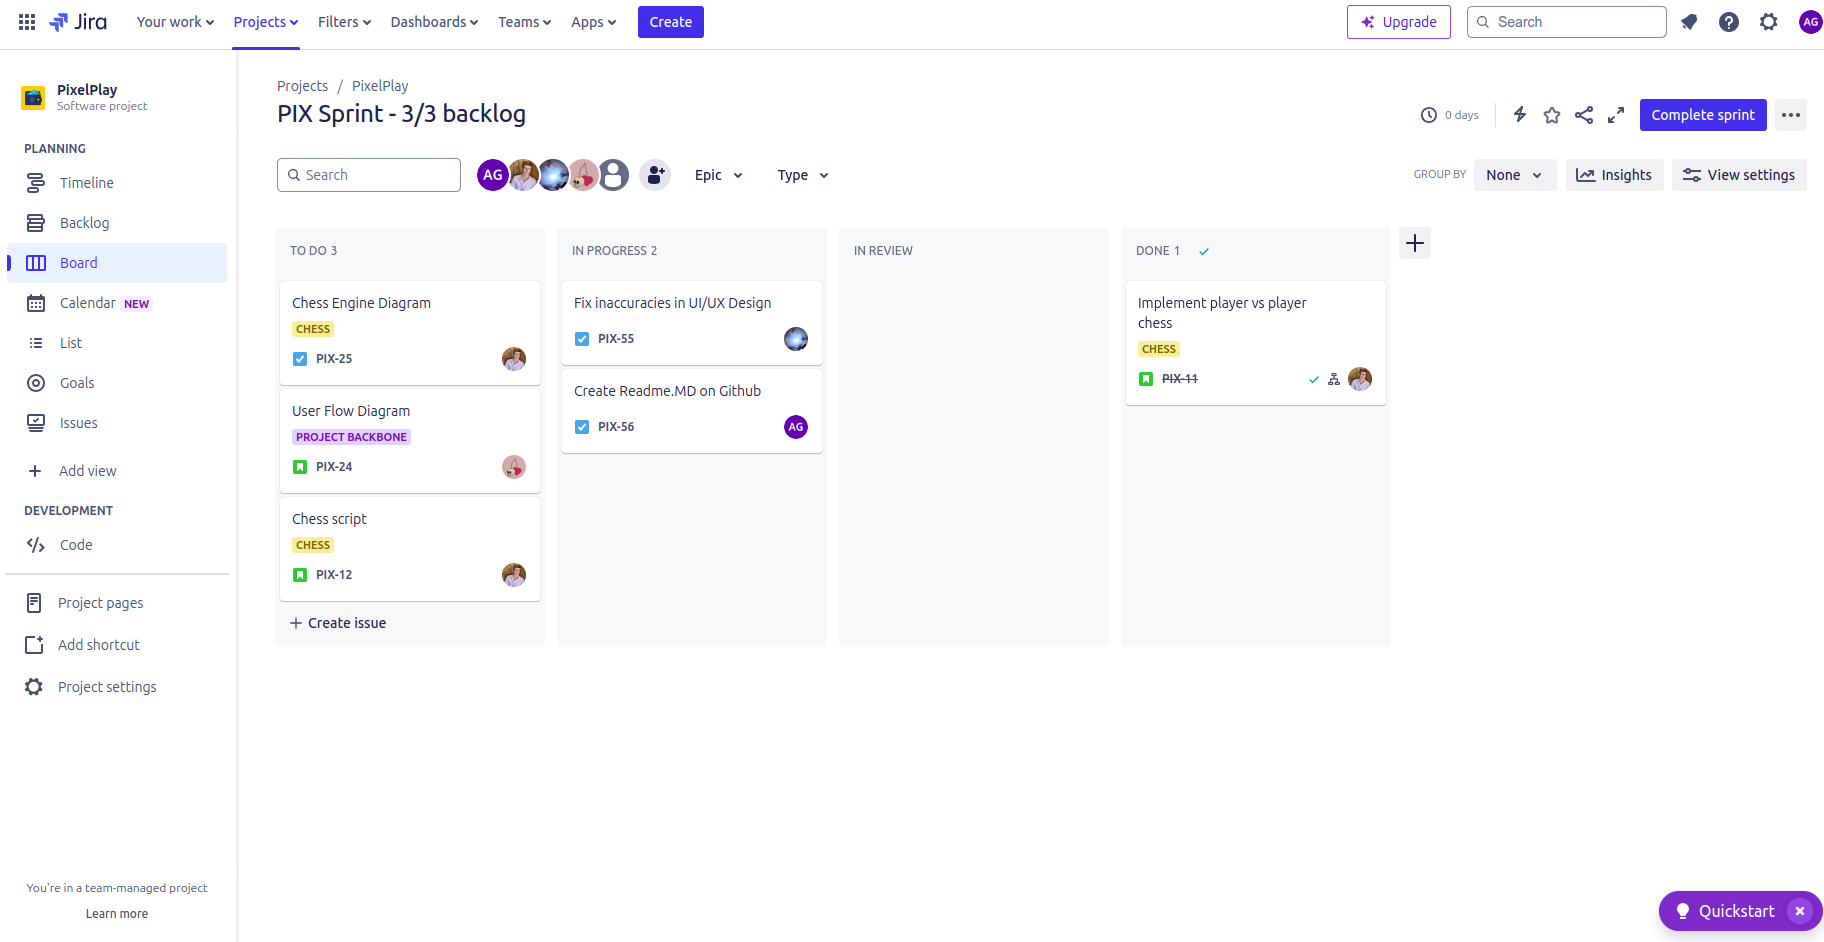 Jira
Your work
Projects
Filters
Dashboards
Teams
Apps
Create
Upgrade
Search
AG
PixelPlay
Software project
PLANNING
Timeline
Backlog
Board
Calendar NEW
List
Goals
Issues
Add view
DEVELOPMENT
Code
Project pages
Add shortcut
Project settings
You're in a team-managed project
Learn more
Projects / PixelPlay
PIX Sprint - 3/3 backlog
0 days
Complete sprint
Search
AG
Epic
Type
GROUP BY
None
Insights
View settings
TO DO 3
Chess Engine Diagram
CHESS
PIX-25
User Flow Diagram
PROJECT BACKBONE
PIX-24
Chess script
CHESS
PIX-12
Create issue
IN PROGRESS 2
Fix inaccuracies in UI/UX Design
PIX-55
Create Readme.MD on Github
PIX-56
AG
IN REVIEW
DONE 1
Implement player vs player
chess
CHESS
PIX-11
Quickstart